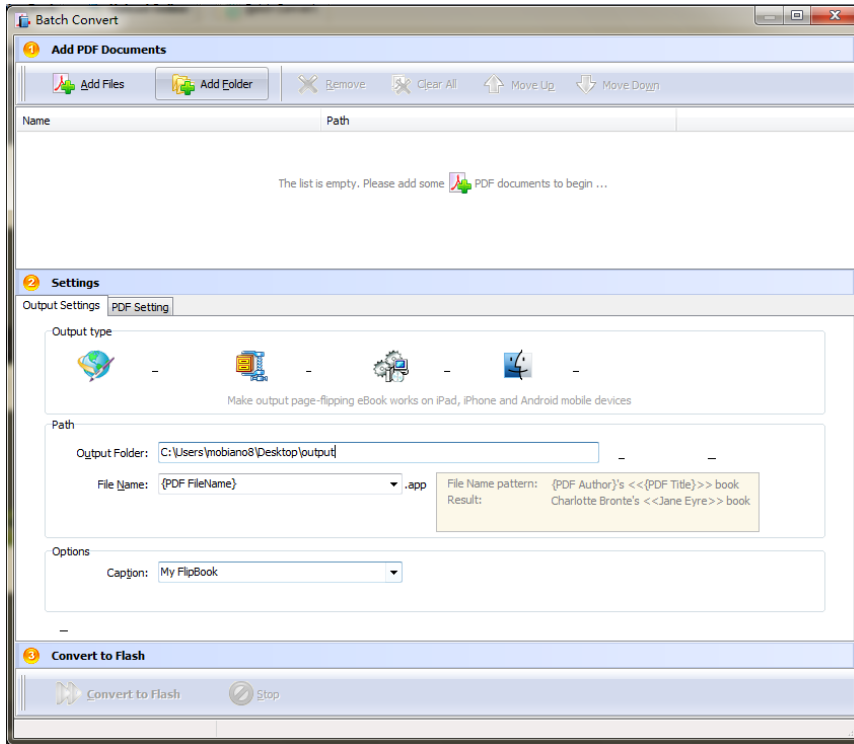 Batch Convert
1 Add PDF Documents
Add Files Add Folder Remove Clear All Move Up Move Down
Name Path
The list is empty. Please add some PDF documents to begin ...
2 Settings
Output Settings PDF Setting
Output type
Make output page-flipping eBook works on iPad, iPhone and Android mobile devices
Path
Output Folder: C:\Users\mobiano8\Desktop\output
File Name: {PDF FileName} .app File Name pattern: {PDF Author}'s <<{PDF Title}>> book
Result: Charlotte Bronte's <<Jane Eyre>> book
Options
Caption: My FlipBook
3 Convert to Flash
Convert to Flash Stop